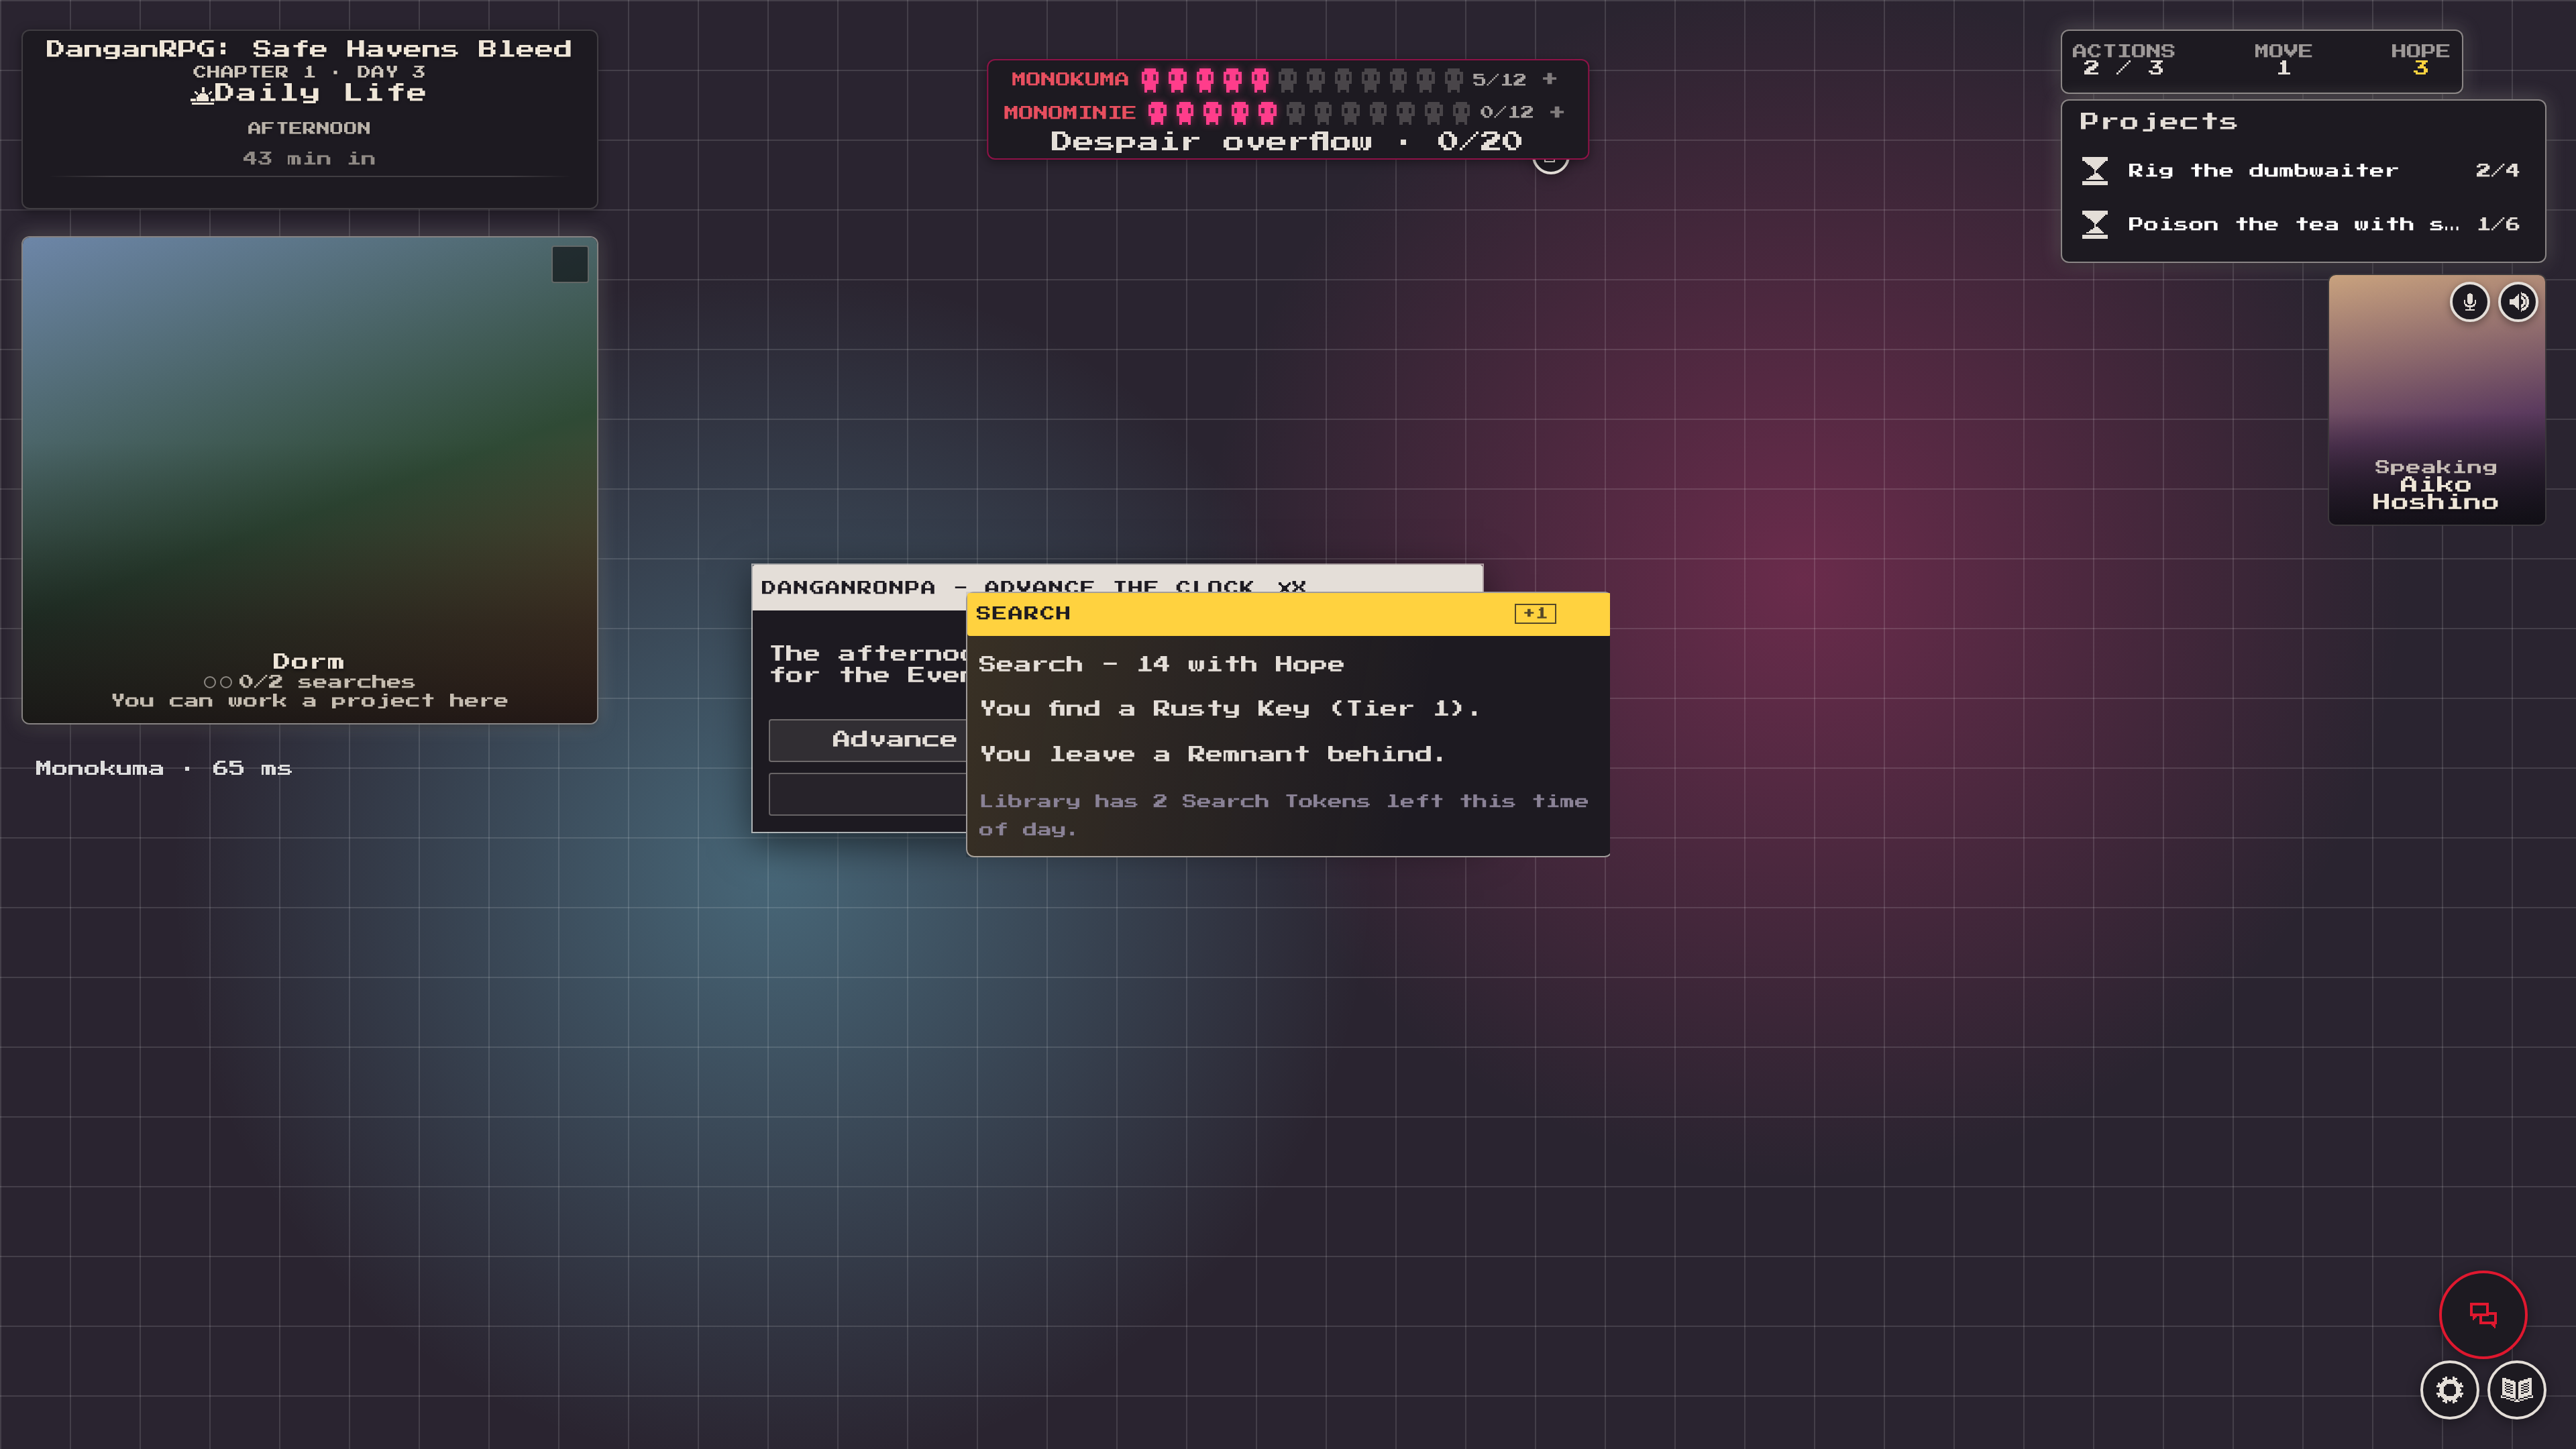 DanganRPG: Safe Havens Bleed
CHAPTER 1 · DAY 3
Daily Life
AFTERNOON
43 min in
MONOKUMA 5/12 +
MONOMINIE 0/12 +
Despair overflow · 0/20
ACTIONS MOVE HOPE
2 / 3 1 3
Projects
Rig the dumbwaiter 2/4
Poison the tea with s… 1/6
Speaking
Aiko
Hoshino
Dorm
0/2 searches
You can work a project here
Monokuma · 65 ms
DANGANRONPA - ADVANCE THE CLOCK xX
The afternoo
for the Even
Advance
SEARCH +1
Search - 14 with Hope
You find a Rusty Key (Tier 1).
You leave a Remnant behind.
Library has 2 Search Tokens left this time
of day.